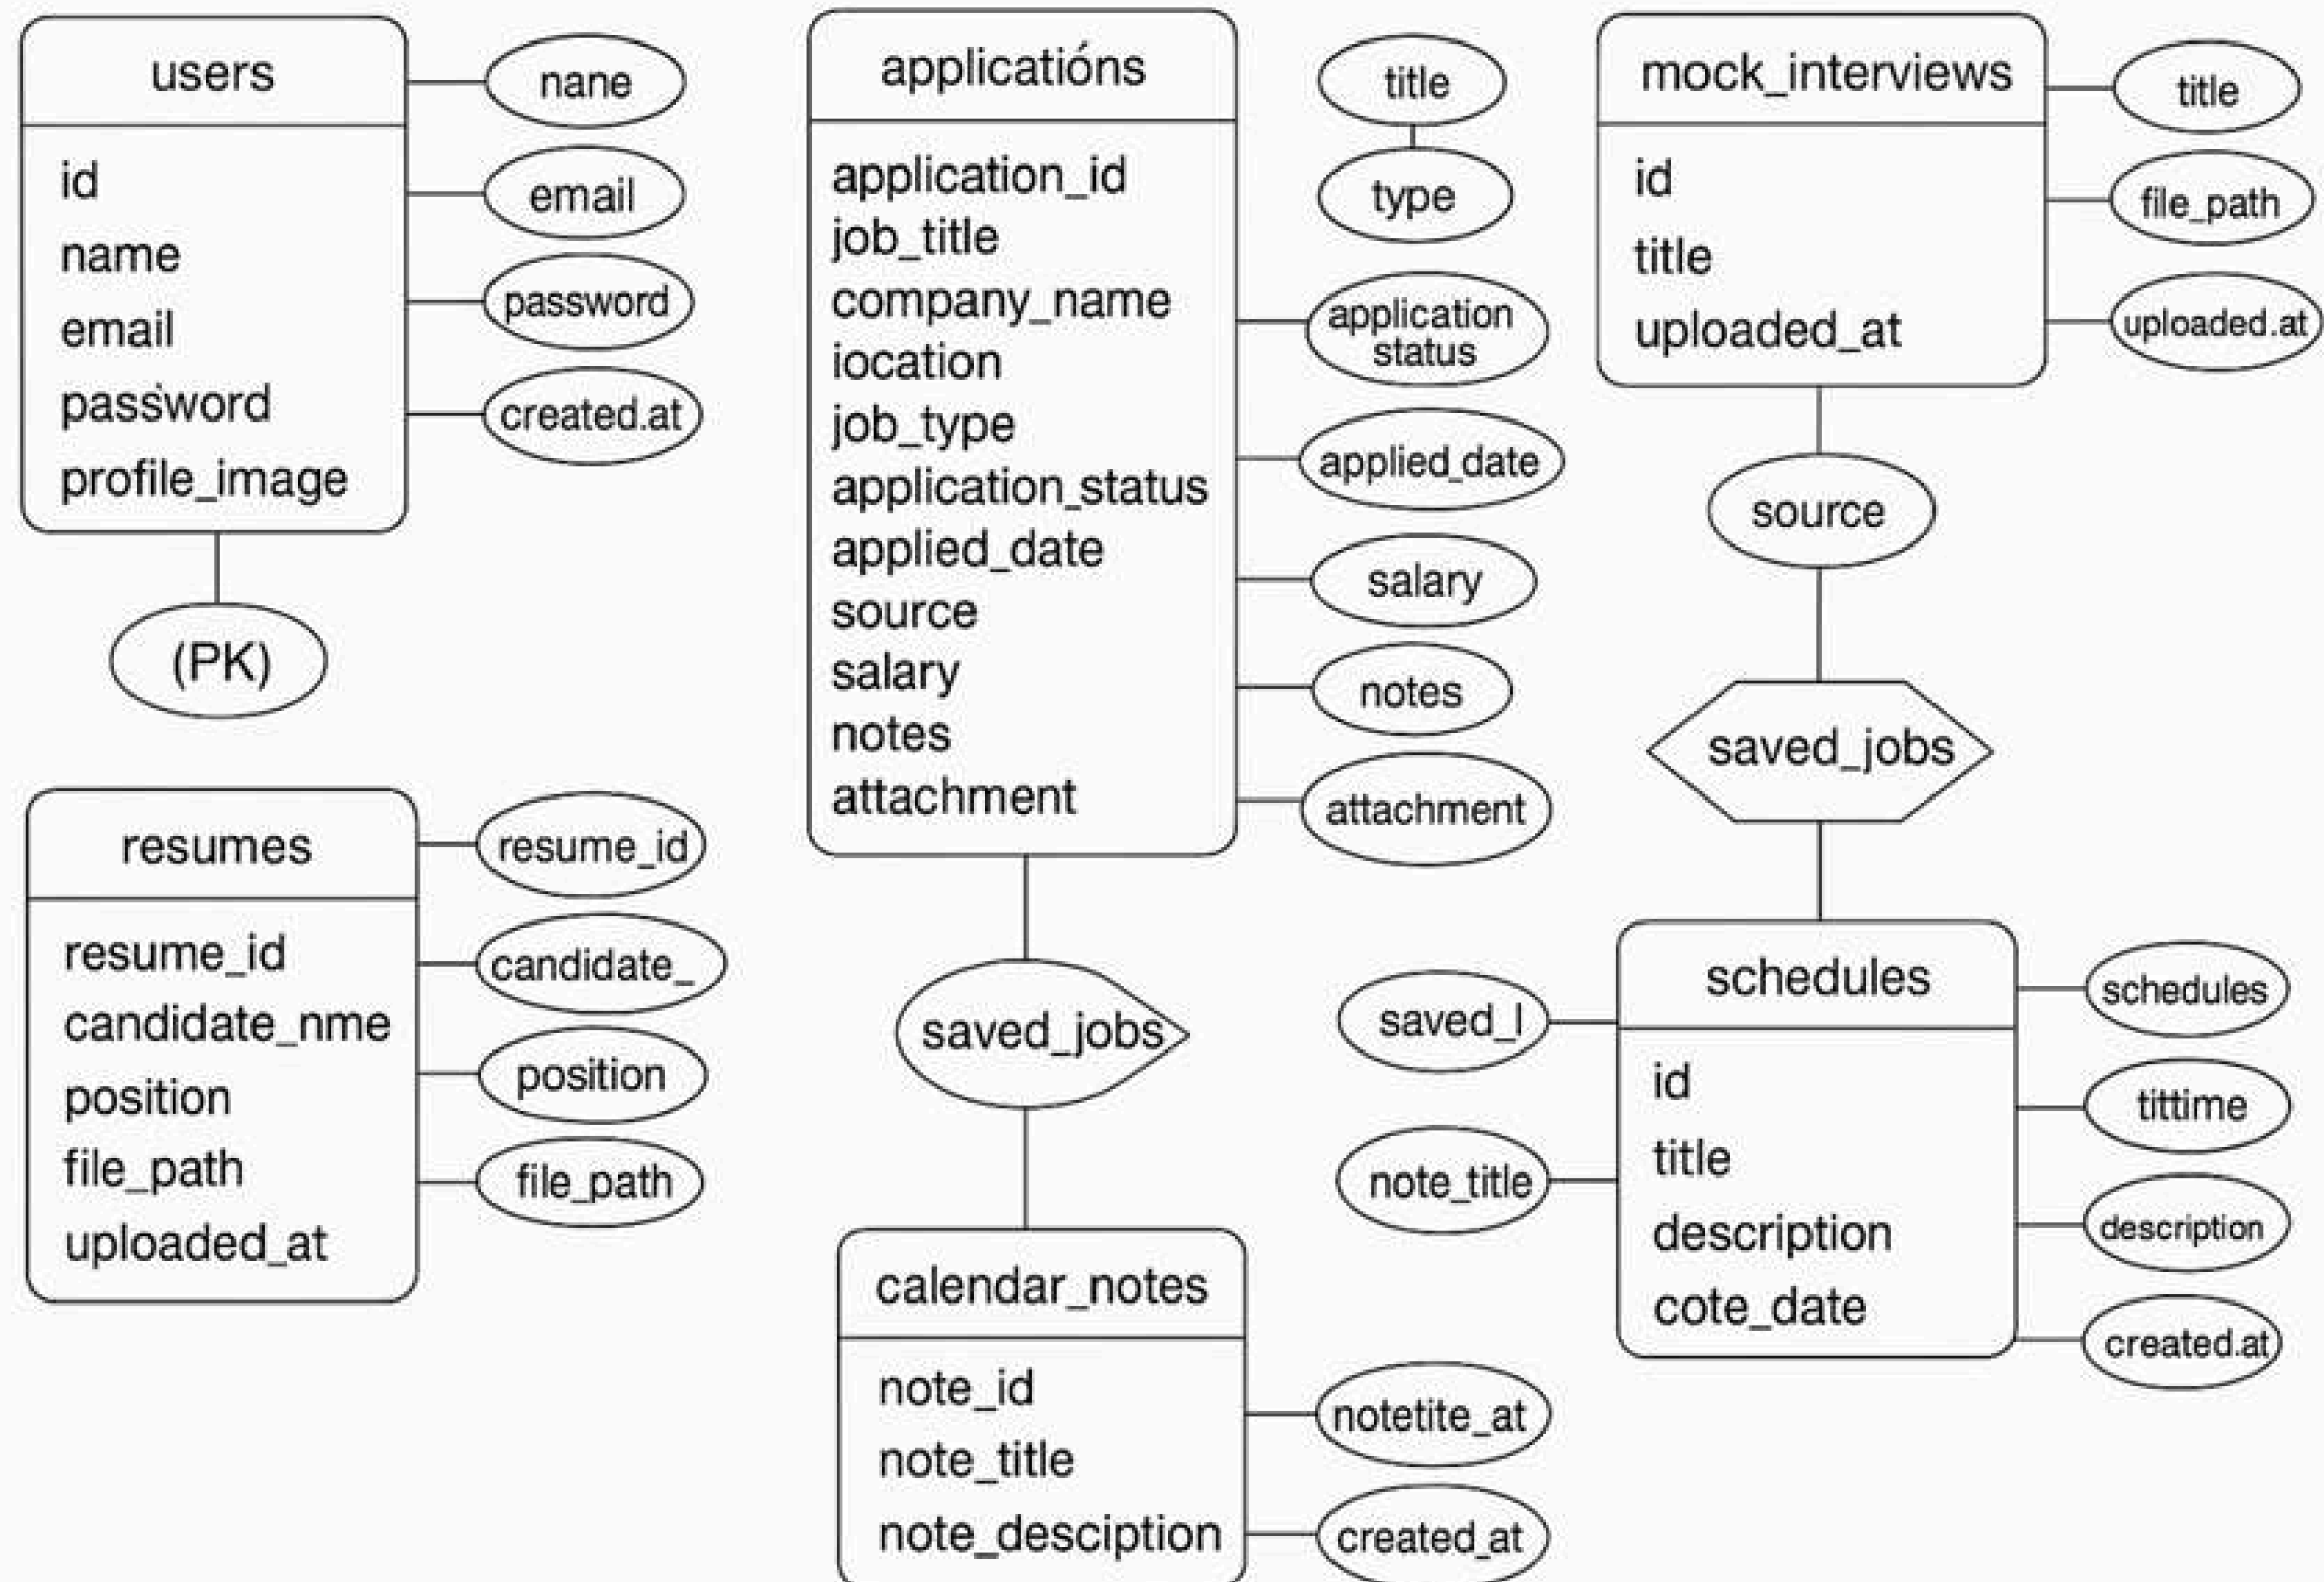 users
id
name
email
password
profile_image
nane
email
password
created.at
(PK)
resumes
resume_id
candidate_nme
position
file_path
uploaded_at
resume_id
candidate_
position
file_path
applicatións
application_id
job_title
company_name
iocation
job_type
application_status
applied_date
source
salary
notes
attachment
title
type
application
status
applied_date
salary
notes
attachment
saved_jobs
calendar_notes
note_id
note_title
note_desciption
notetite_at
created_at
mock_interviews
id
title
uploaded_at
title
file_path
uploaded.at
source
saved_jobs
saved_l
note_title
schedules
id
title
description
cote_date
schedules
tittime
description
created.at